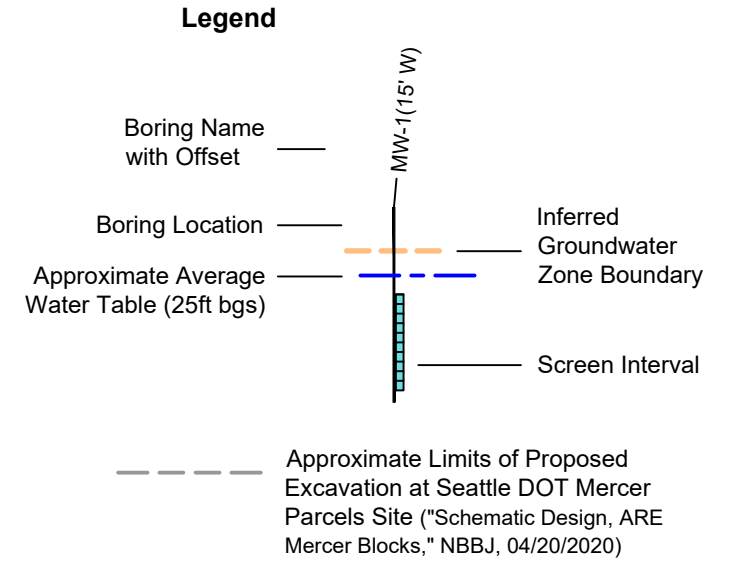 Legend
MW-1(15' W)
Boring Name
with Offset
Boring Location
Approximate Average
Water Table (25ft bgs)
Inferred
Groundwater
Zone Boundary
Screen Interval
Approximate Limits of Proposed
Excavation at Seattle DOT Mercer
Parcels Site ("Schematic Design, ARE
Mercer Blocks," NBBJ, 04/20/2020)